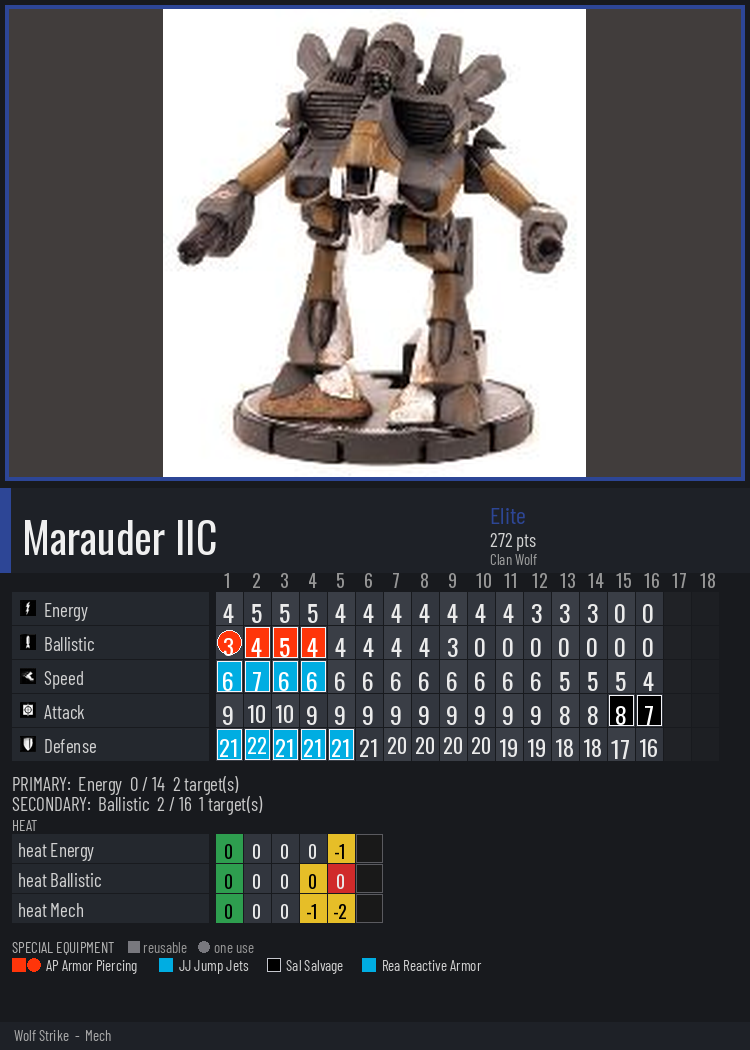 Marauder IIC
Elite
272 pts
Clan Wolf
1 2 3 4 5 6 7 8 9 10 11 12 13 14 15 16 17 18
Energy 4 5 5 5 4 4 4 4 4 4 4 3 3 3 0 0
Ballistic 3 4 5 4 4 4 4 4 3 0 0 0 0 0 0 0
Speed 6 7 6 6 6 6 6 6 6 6 6 6 5 5 5 4
Attack 9 10 10 9 9 9 9 9 9 9 9 9 8 8 8 7
Defense 21 22 21 21 21 21 20 20 20 20 19 19 18 18 17 16
PRIMARY: Energy 0 / 14 2 target(s)
SECONDARY: Ballistic 2 / 16 1 target(s)
HEAT
heat Energy 0 0 0 0 -1
heat Ballistic 0 0 0 0 0
heat Mech 0 0 0 -1 -2
SPECIAL EQUIPMENT reusable one use
AP Armor Piercing JJ Jump Jets Sal Salvage Rea Reactive Armor
Wolf Strike - Mech